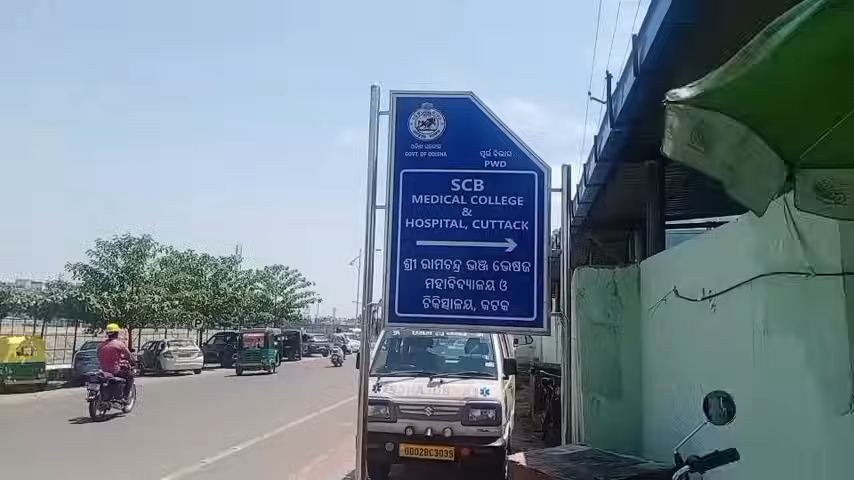 ଓଡ଼ିଶା ସରକାର
GOVT. OF ODISHA
ପୂର୍ତ୍ତ ବିଭାଗ
PWD
SCB
MEDICAL COLLEGE
&
HOSPITAL, CUTTACK
ଶ୍ରୀ ରାମଚନ୍ଦ୍ର ଭଞ୍ଜ ଭେଷଜ
ମହାବିଦ୍ୟାଳୟ ଓ
ଚିକିତ୍ସାଳୟ, କଟକ
AMBULANCE
OD02BC3035